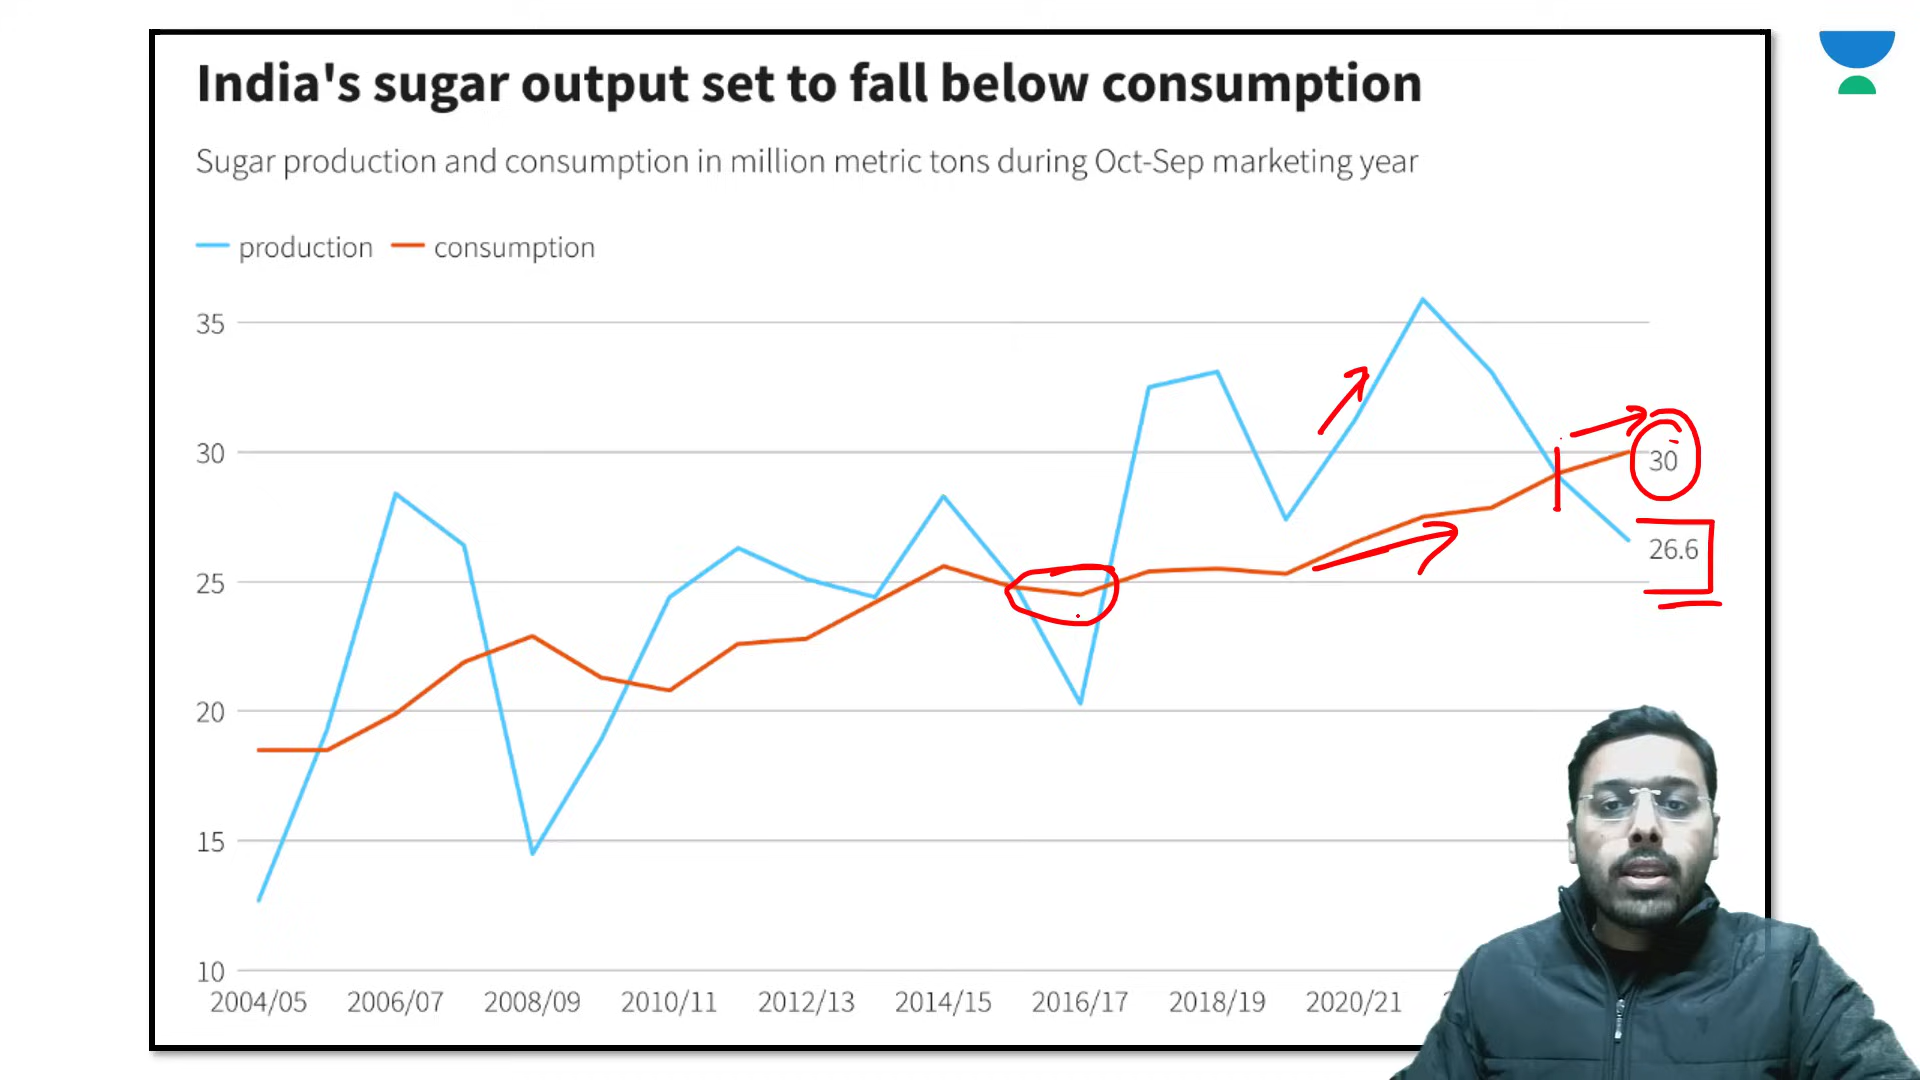 India's sugar output set to fall below consumption
Sugar production and consumption in million metric tons during Oct-Sep marketing year
production consumption
35
30
30
26.6
25
20
15
10
2004/05 2006/07 2008/09 2010/11 2012/13 2014/15 2016/17 2018/19 2020/21